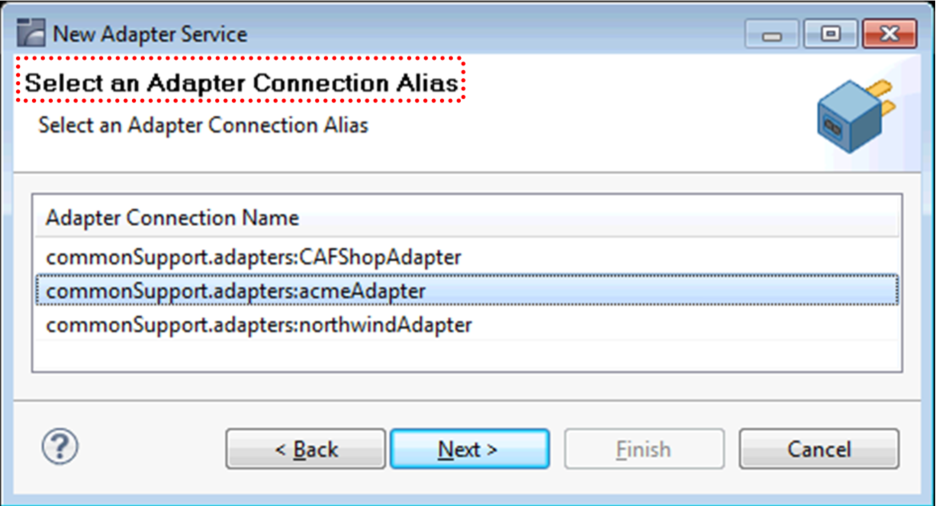 New Adapter Service
Select an Adapter Connection Alias
Select an Adapter Connection Alias
Adapter Connection Name
commonSupport.adapters:CAFShopAdapter
commonSupport.adapters:acmeAdapter
commonSupport.adapters:northwindAdapter
? < Back Next > Finish Cancel